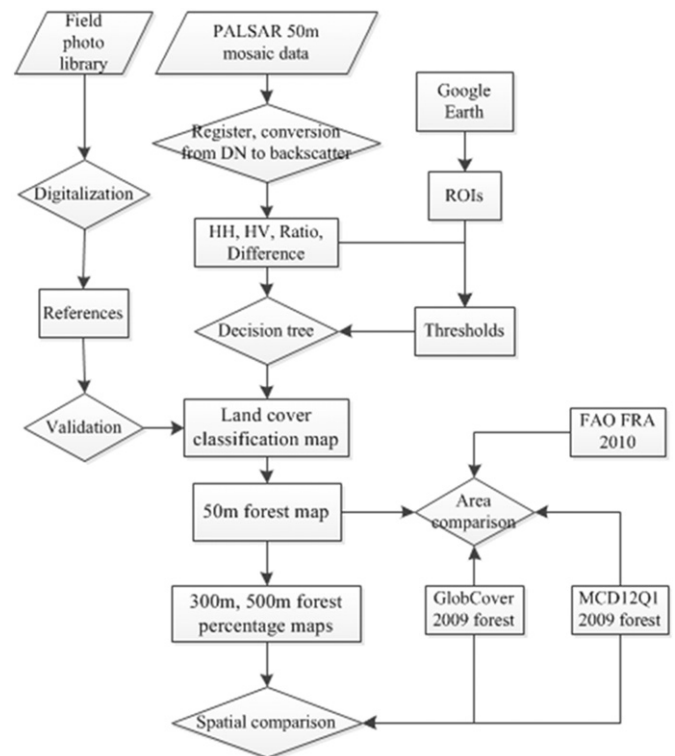 Field
photo
library
PALSAR 50m
mosaic data
Google
Earth
Register, conversion
from DN to backscatter
Digitalization
ROIs
HH, HV, Ratio,
Difference
References
Decision tree
Thresholds
Validation
Land cover
classification map
FAO FRA
2010
50m forest map
Area
comparison
300m, 500m forest
percentage maps
GlobCover
2009 forest
MCD12Q1
2009 forest
Spatial comparison